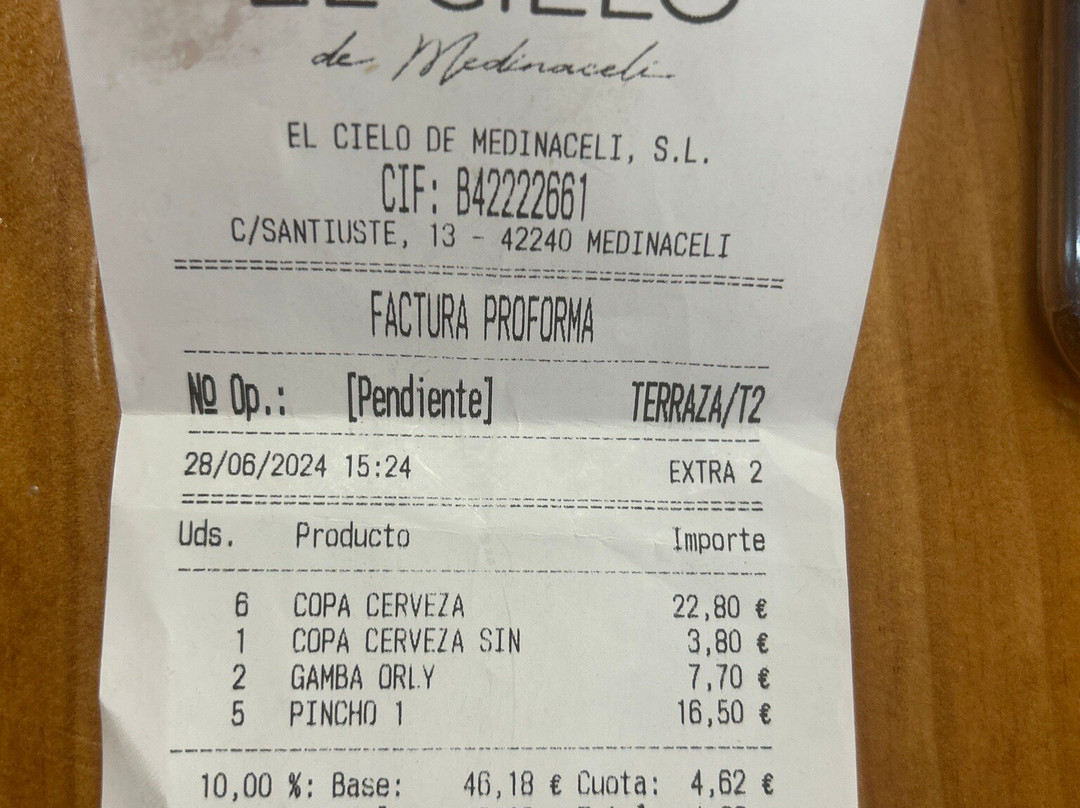 EL CIELO
de Medinaceli
EL CIELO DE MEDINACELI, S.L.
CIF: B42222661
C/SANTIUSTE, 13 - 42240 MEDINACELI
FACTURA PROFORMA
Nº Op.: [Pendiente] TERRAZA/T2
28/06/2024 15:24 EXTRA 2
Uds. Producto Importe
6 COPA CERVEZA 22,80 €
1 COPA CERVEZA SIN 3,80 €
2 GAMBA ORLY 7,70 €
5 PINCHO 1 16,50 €
10,00 %: Base: 46,18 € Cuota: 4,62 €